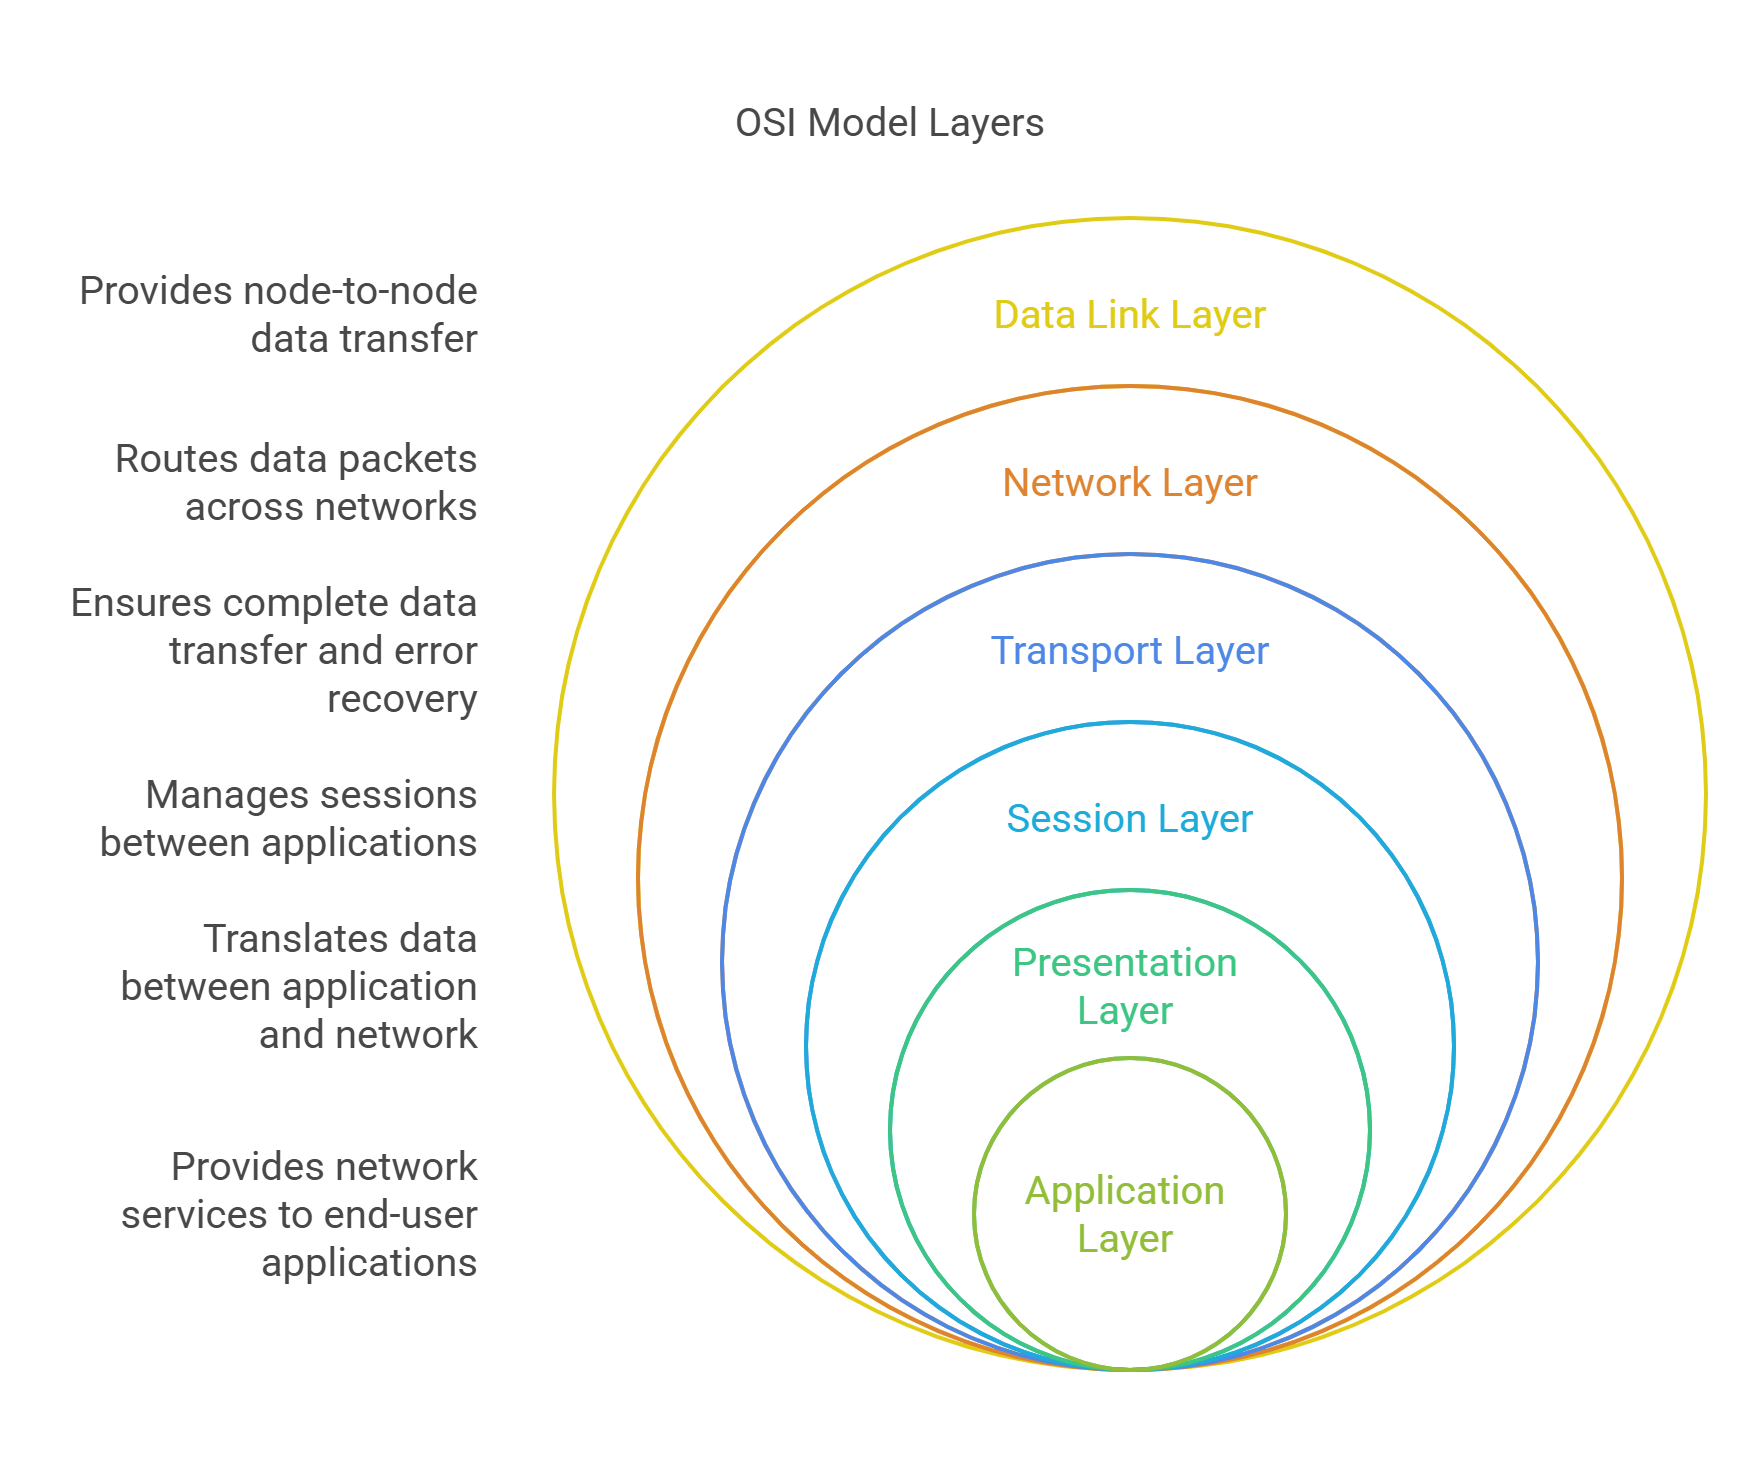 OSI Model Layers
Provides node-to-node
data transfer
Data Link Layer
Routes data packets
across networks
Network Layer
Ensures complete data
transfer and error
recovery
Transport Layer
Manages sessions
between applications
Session Layer
Translates data
between application
and network
Presentation
Layer
Provides network
services to end-user
applications
Application
Layer